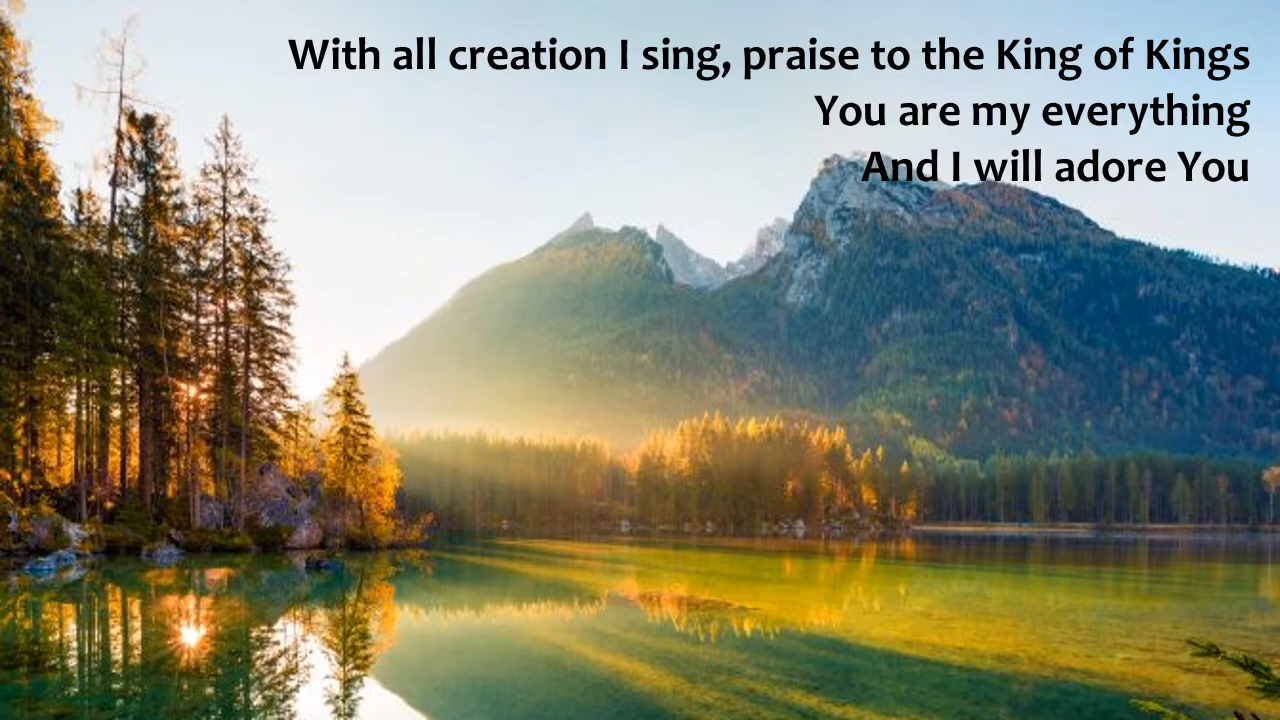 With all creation I sing, praise to the King of Kings
You are my everything
And I will adore You